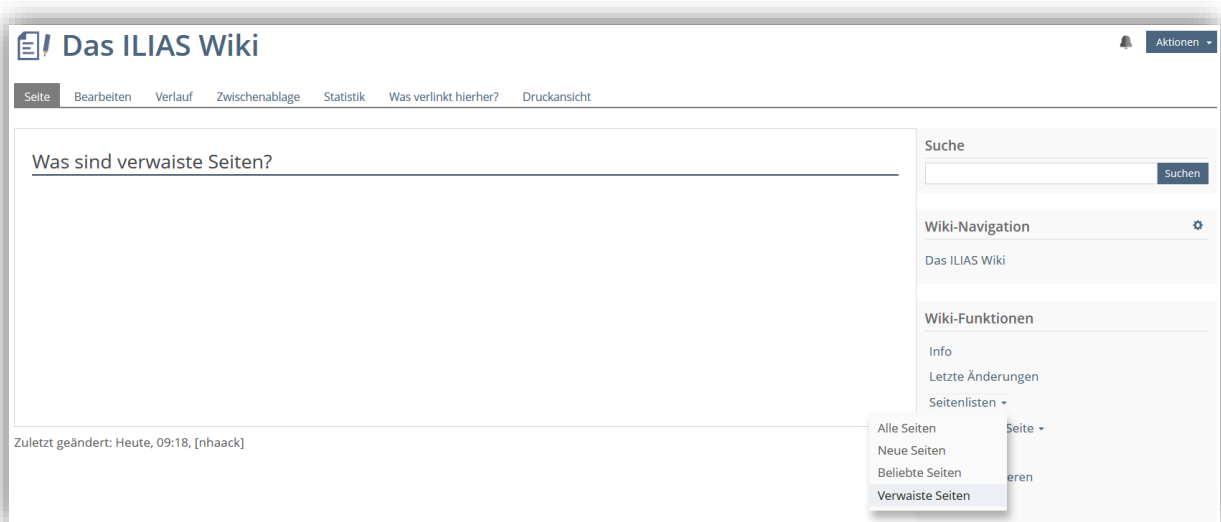 Das ILIAS Wiki
Aktionen
Seite Bearbeiten Verlauf Zwischenablage Statistik Was verlinkt hierher? Druckansicht
Was sind verwaiste Seiten?
Zuletzt geändert: Heute, 09:18, [nhaack]
Suche
Suchen
Wiki-Navigation
Das ILIAS Wiki
Wiki-Funktionen
Info
Letzte Änderungen
Seitenlisten
Alle Seiten
Neue Seiten
Beliebte Seiten
Verwaiste Seiten
Seite
eren